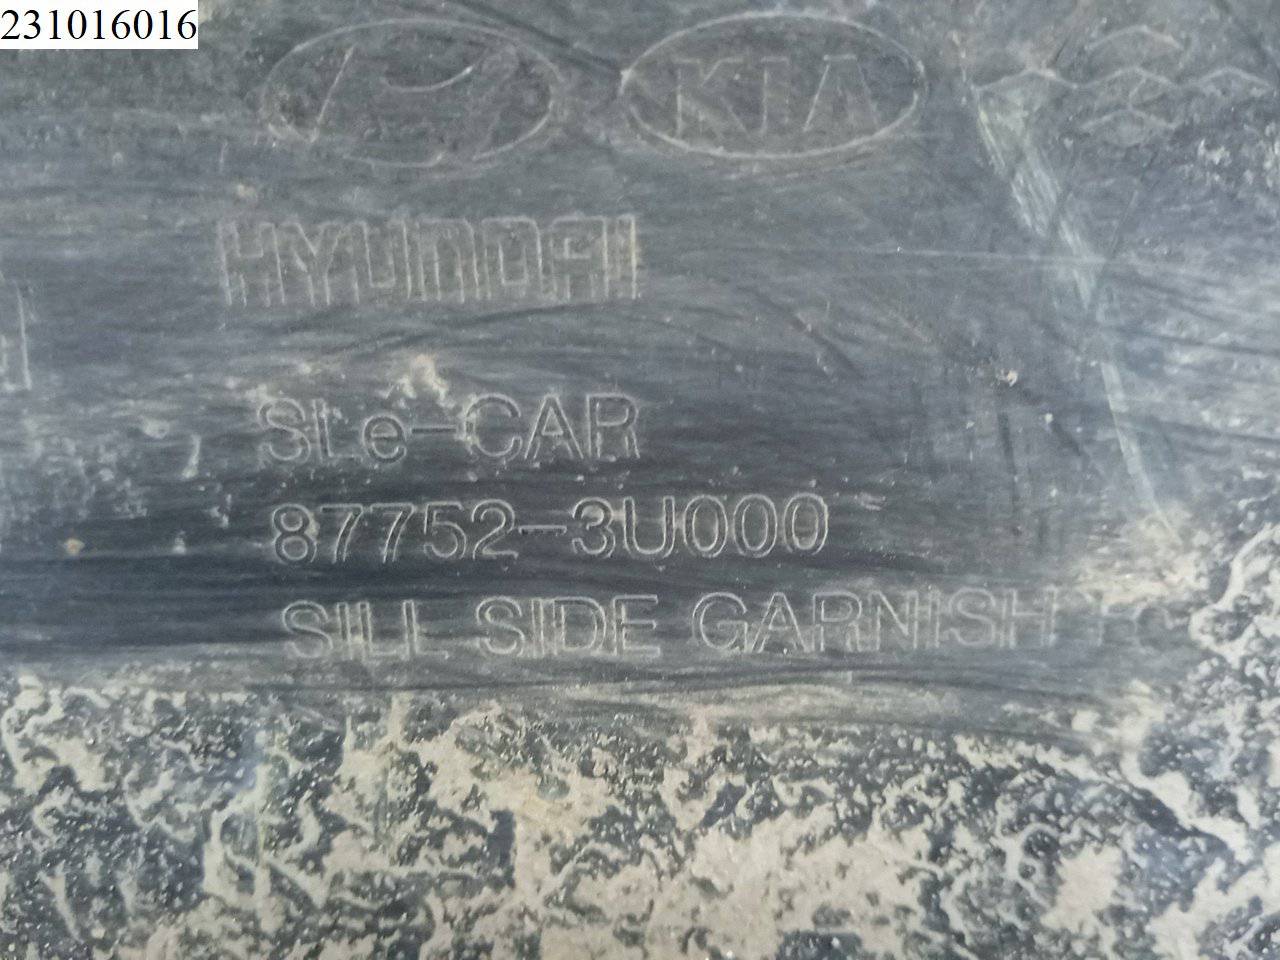 231016016
KIA
HYUNDAI
SLe-CAR
87752-3U000
SILL SIDE GARNISH